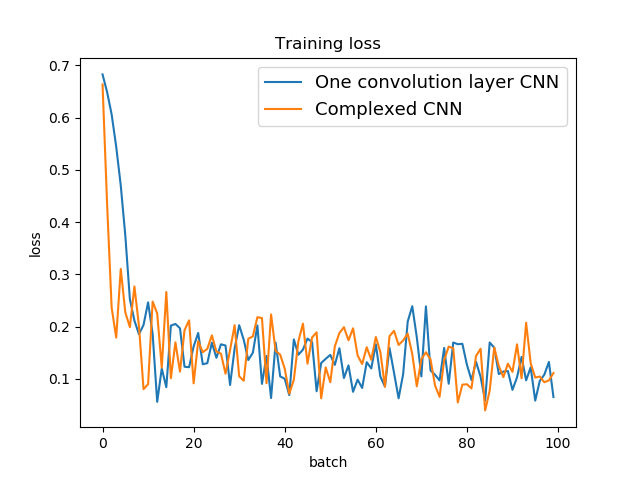 Training loss
0.7
0.6
0.5
0.4
0.3
0.2
0.1
loss
One convolution layer CNN
Complexed CNN
0 20 40 60 80 100
batch